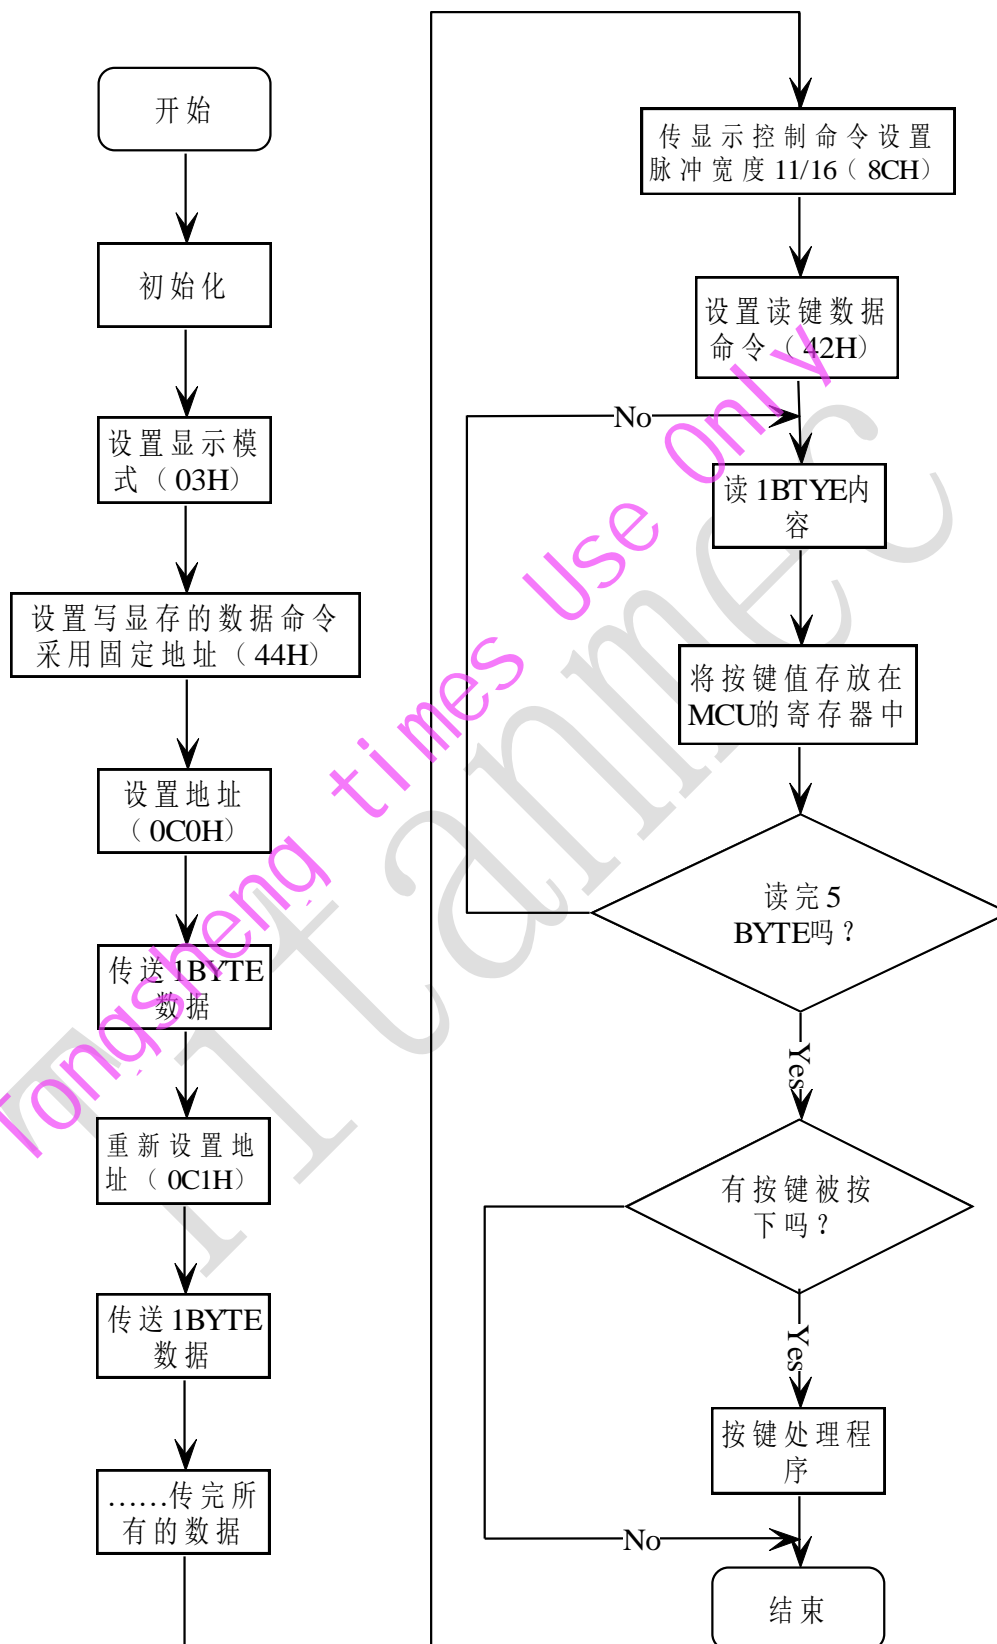 开始
初始化
设置显示模
式（03H）
设置写显存的数据命令
采用固定地址（44H）
设置地址
（0C0H）
传送1BYTE
数据
重新设置地
址（0C1H）
传送1BYTE
数据
……传完所
有的数据
传显示控制命令设置
脉冲宽度11/16（8CH）
设置读键数据
命令（42H）
No
读1BTYE内
容
将按键值存放在
MCU的寄存器中
读完5
BYTE吗？
Yes
有按键被按
下吗？
Yes
按键处理程
序
No
结束
Tongsheng times Use Only
Titanmec